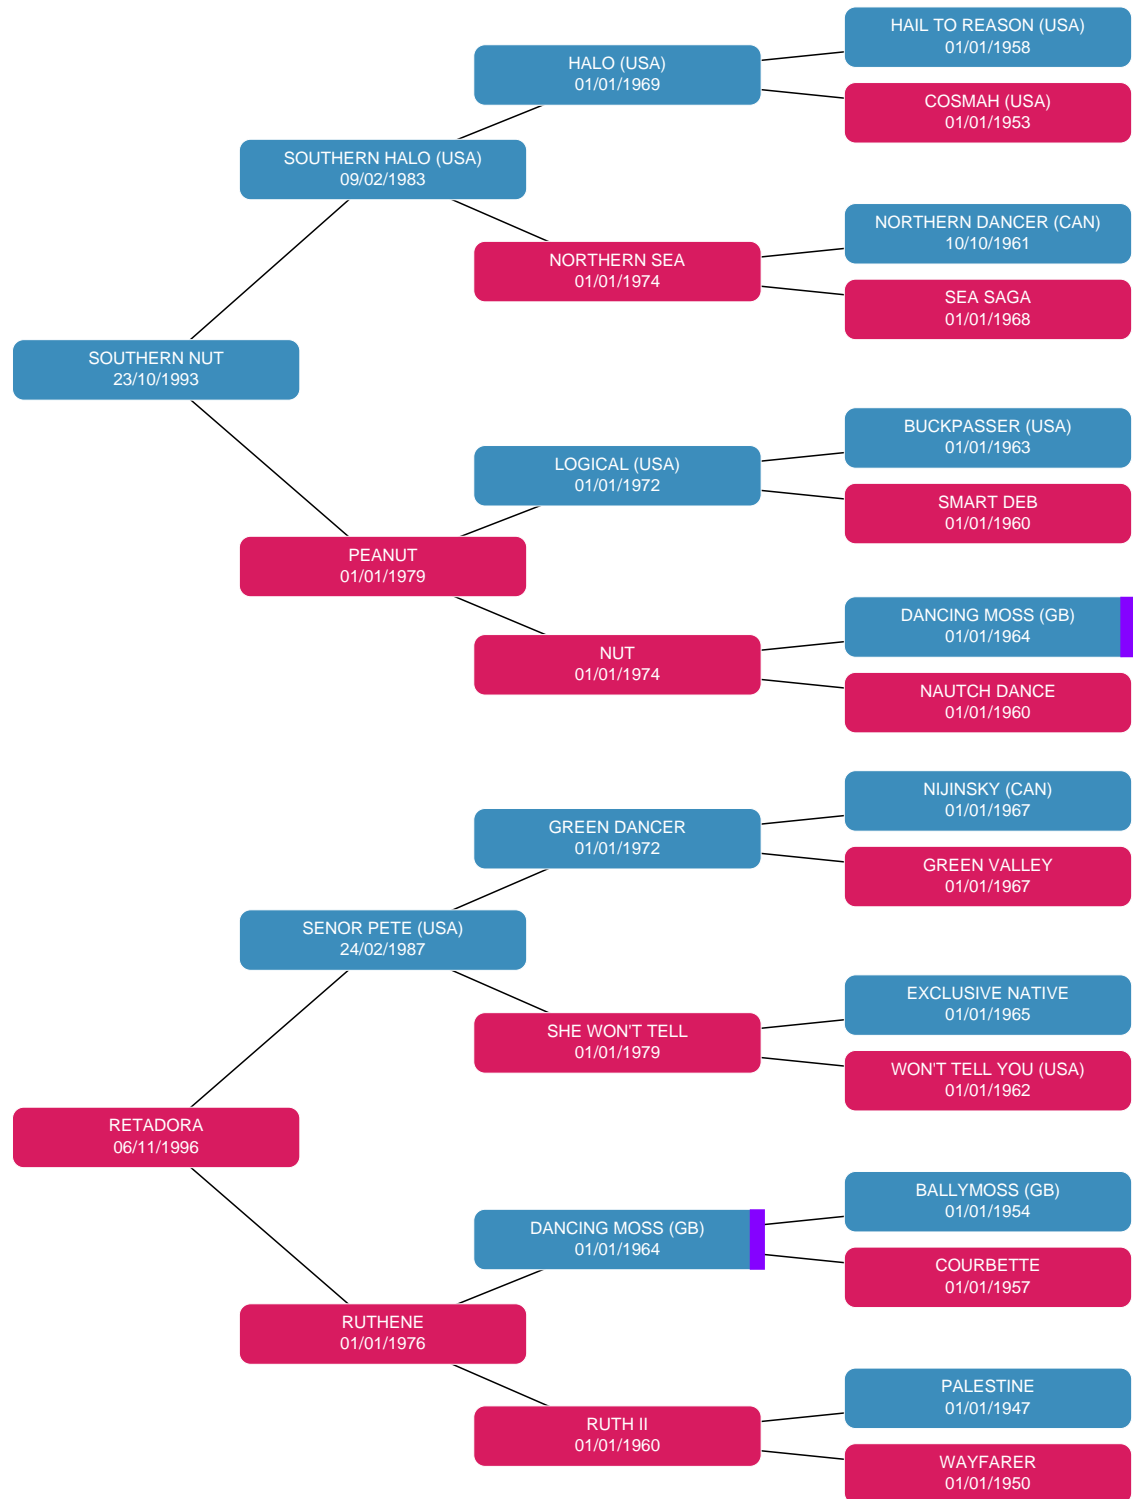 HAIL TO REASON (USA)
01/01/1958
HALO (USA)
01/01/1969
COSMAH (USA)
01/01/1953
SOUTHERN HALO (USA)
09/02/1983
NORTHERN DANCER (CAN)
10/10/1961
NORTHERN SEA
01/01/1974
SEA SAGA
01/01/1968
SOUTHERN NUT
23/10/1993
BUCKPASSER (USA)
01/01/1963
LOGICAL (USA)
01/01/1972
SMART DEB
01/01/1960
PEANUT
01/01/1979
DANCING MOSS (GB)
01/01/1964
NUT
01/01/1974
NAUTCH DANCE
01/01/1960
NIJINSKY (CAN)
01/01/1967
GREEN DANCER
01/01/1972
GREEN VALLEY
01/01/1967
SENOR PETE (USA)
24/02/1987
EXCLUSIVE NATIVE
01/01/1965
SHE WON'T TELL
01/01/1979
WON'T TELL YOU (USA)
01/01/1962
RETADORA
06/11/1996
BALLYMOSS (GB)
01/01/1954
DANCING MOSS (GB)
01/01/1964
COURBETTE
01/01/1957
RUTHENE
01/01/1976
PALESTINE
01/01/1947
RUTH II
01/01/1960
WAYFARER
01/01/1950